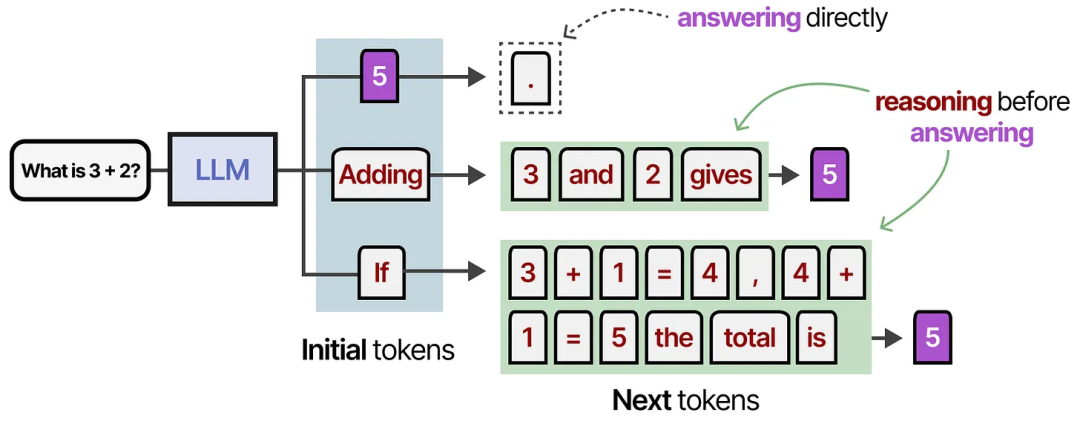 answering directly
5 .
reasoning before
answering
What is 3 + 2? LLM Adding 3 and 2 gives 5
If 3 + 1 = 4 , 4 +
1 = 5 the total is 5
Initial tokens
Next tokens